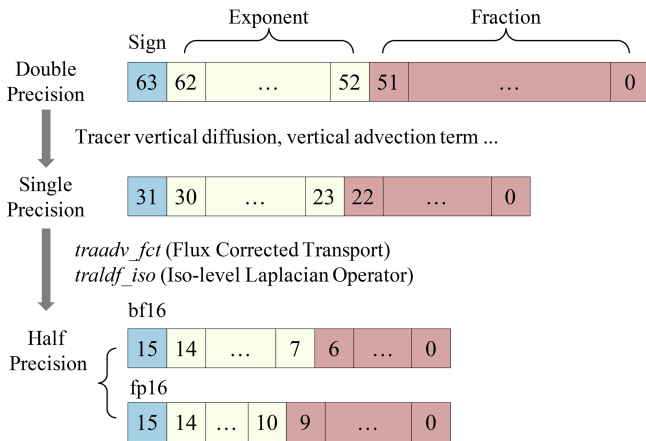 Exponent
Fraction
Sign
Double
Precision
63 62 … 52 51 … 0
Tracer vertical diffusion, vertical advection term ...
Single
Precision
31 30 … 23 22 … 0
traadv_fct (Flux Corrected Transport)
traldf_iso (Iso-level Laplacian Operator)
Half
Precision
bf16
15 14 … 7 6 … 0
fp16
15 14 … 10 9 … 0